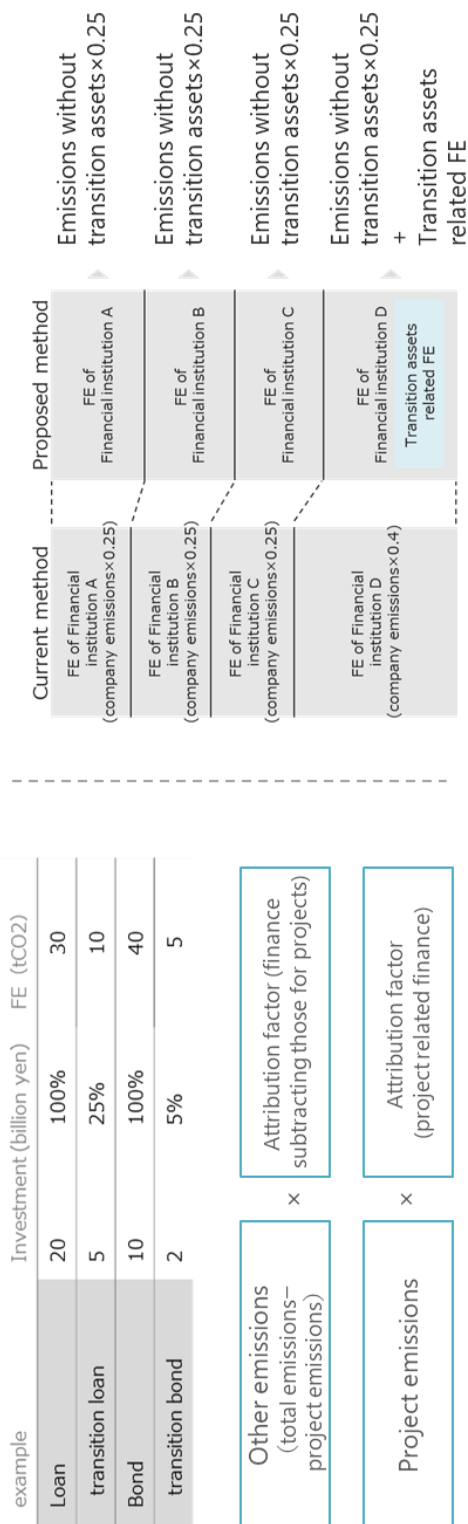 example
Investment (billion yen)
FE (tCO2)
Loan
20
100%
30
transition loan
5
25%
10
Bond
10
100%
40
transition bond
2
5%
5
Other emissions
(total emissions−
project emissions)
×
Attribution factor (finance
subtracting those for projects)
Project emissions
×
Attribution factor
(project related finance)
Current method
FE of Financial
institution A
(company emissions×0.25)
FE of Financial
institution B
(company emissions×0.25)
FE of Financial
institution C
(company emissions×0.25)
FE of Financial
institution D
(company emissions×0.4)
Proposed method
FE of
Financial institution A
FE of
Financial institution B
FE of
Financial institution C
FE of
Financial institution D
Transition assets
related FE
Emissions without
transition assets×0.25
Emissions without
transition assets×0.25
Emissions without
transition assets×0.25
Emissions without
transition assets×0.25
+
Transition assets
related FE